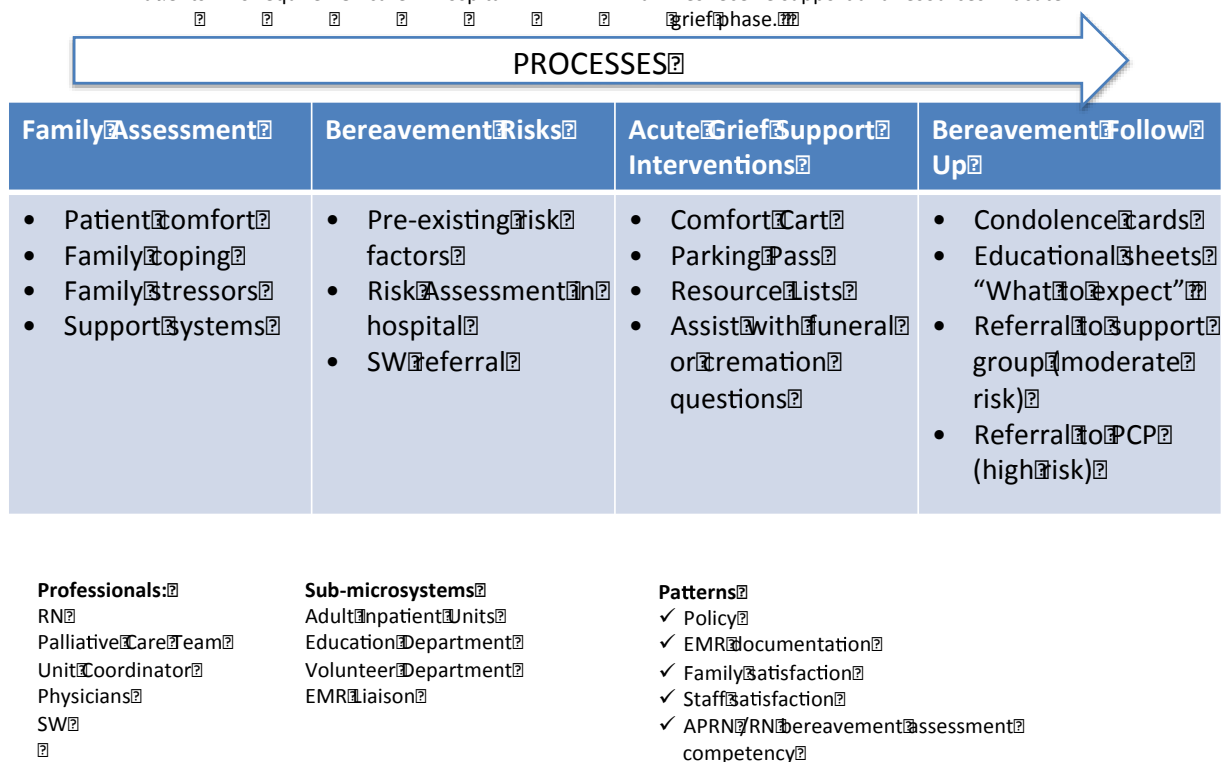 grief phase.
PROCESSES
Family Assessment
Bereavement Risks
Acute Grief Support
Interventions
Bereavement Follow
Up
• Patient comfort
• Family coping
• Family stressors
• Support systems
• Pre-existing risk
factors
• Risk Assessment in
hospital
• SW referral
• Comfort Cart
• Parking Pass
• Resource Lists
• Assist with funeral
or cremation
questions
• Condolence cards
• Educational sheets
“What to expect”
• Referral to support
group (moderate
risk)
• Referral to PCP
(high risk)
Professionals:
RN
Palliative Care Team
Unit Coordinator
Physicians
SW
Sub-microsystems
Adult Inpatient Units
Education Department
Volunteer Department
EMR Liaison
Patterns
✓ Policy
✓ EMR documentation
✓ Family satisfaction
✓ Staff satisfaction
✓ APRN /RN bereavement assessment
competency